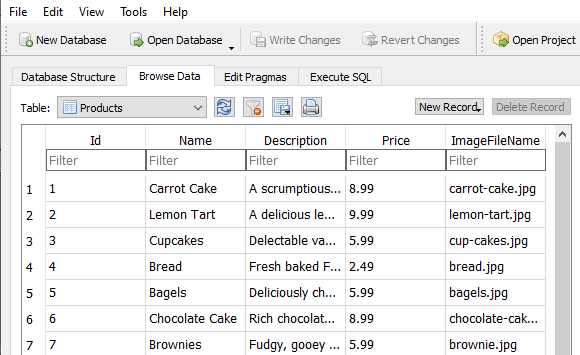 File Edit View Tools Help
New Database Open Database Write Changes Revert Changes Open Project
Database Structure Browse Data Edit Pragmas Execute SQL
Table: Products New Record Delete Record
Id Name Description Price ImageFileName
Filter Filter Filter Filter Filter
1 1 Carrot Cake A scrumptious... 8.99 carrot-cake.jpg
2 2 Lemon Tart A delicious le... 9.99 lemon-tart.jpg
3 3 Cupcakes Delectable va... 5.99 cup-cakes.jpg
4 4 Bread Fresh baked F... 2.49 bread.jpg
5 5 Bagels Deliciously ch... 5.99 bagels.jpg
6 6 Chocolate Cake Rich chocolat... 8.99 chocolate-cak...
7 7 Brownies Fudgy, gooey ... 5.99 brownie.jpg